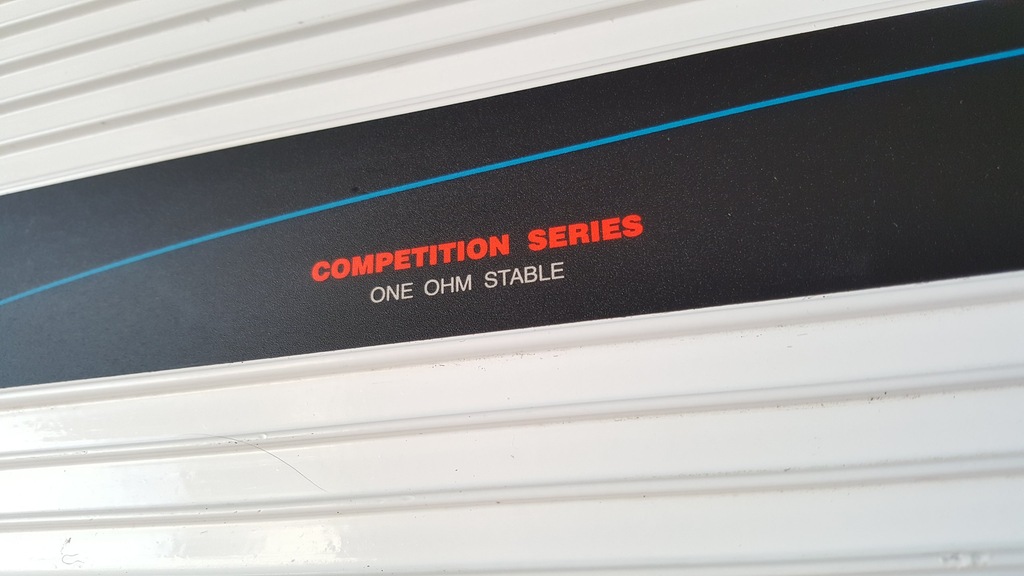 COMPETITION SERIES
ONE OHM STABLE